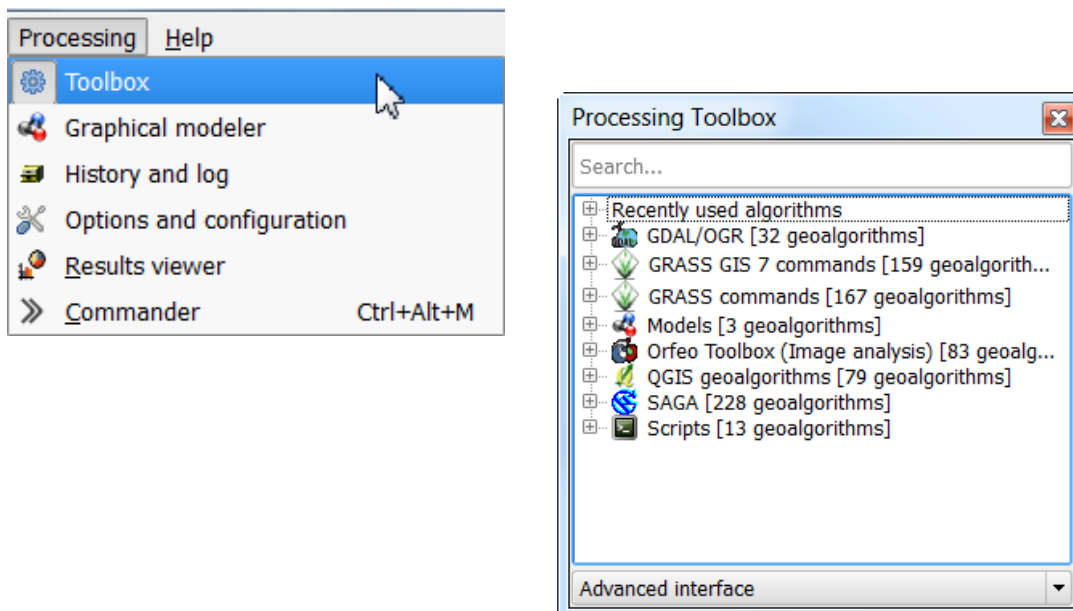 Processing Help
Toolbox
Graphical modeler
History and log
Options and configuration
Results viewer
Commander Ctrl+Alt+M
Processing Toolbox
Search...
Recently used algorithms
GDAL/OGR [32 geoalgorithms]
GRASS GIS 7 commands [159 geoalgorith...
GRASS commands [167 geoalgorithms]
Models [3 geoalgorithms]
Orfeo Toolbox (Image analysis) [83 geoalg...
QGIS geoalgorithms [79 geoalgorithms]
SAGA [228 geoalgorithms]
Scripts [13 geoalgorithms]
Advanced interface